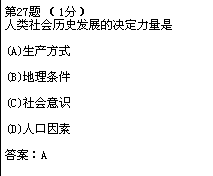 第27题 (1分)
人类社会历史发展的决定力量是
(A)生产方式
(B)地理条件
(C)社会意识
(D)人口因素
答案：A